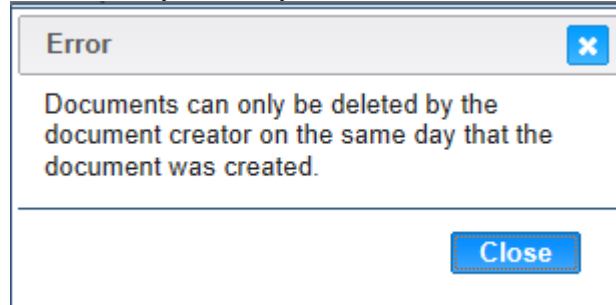 Error
Documents can only be deleted by the
document creator on the same day that the
document was created.
Close